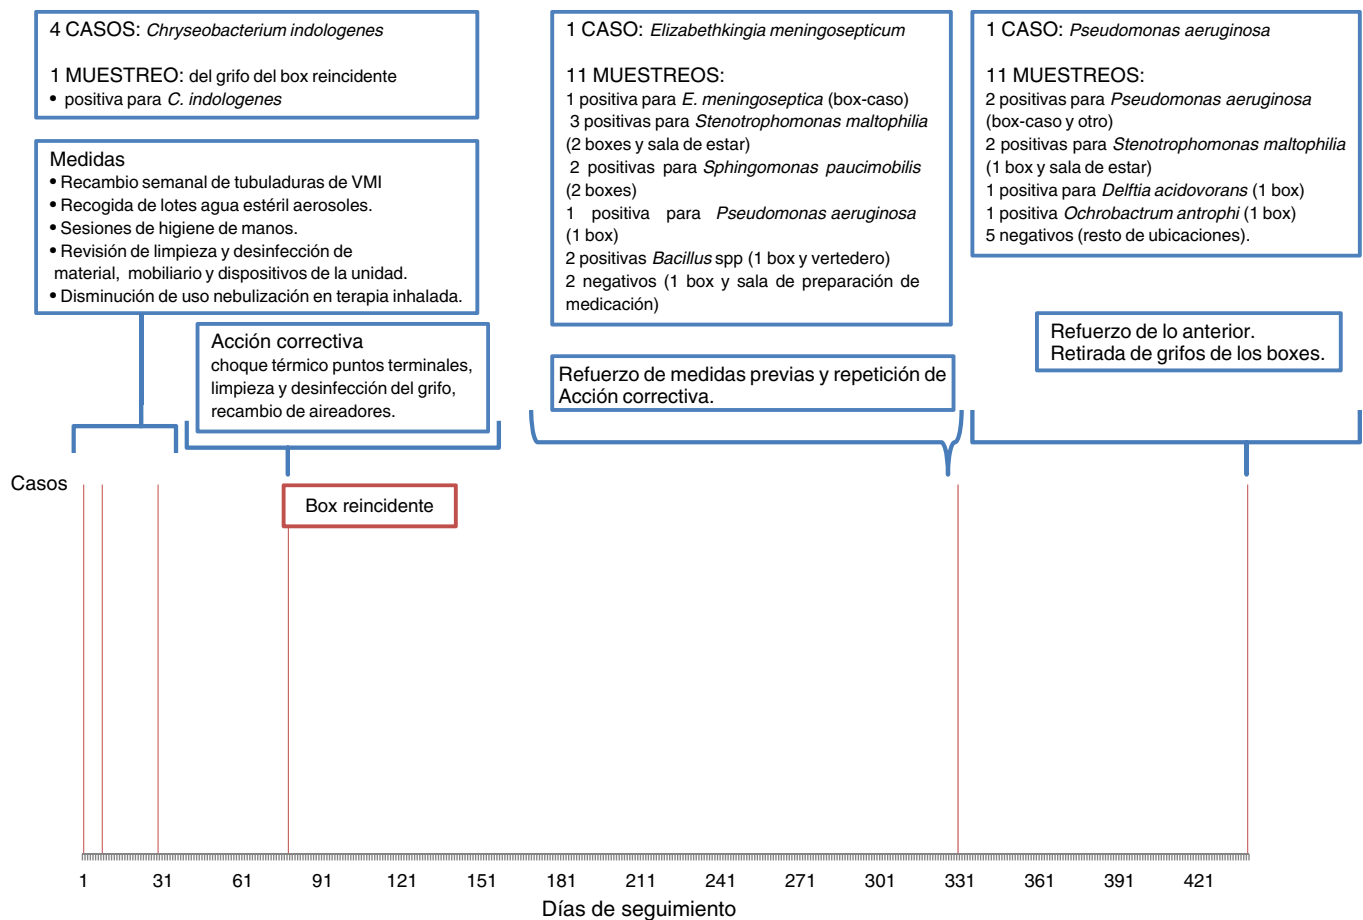 4 CASOS: Chryseobacterium indologenes
1 MUESTREO: del grifo del box reincidente
• positiva para C. indologenes
Medidas
• Recambio semanal de tubuladuras de VMI
• Recogida de lotes agua estéril aerosoles.
• Sesiones de higiene de manos.
• Revisión de limpieza y desinfección de
material, mobiliario y dispositivos de la unidad.
• Disminución de uso nebulización en terapia inhalada.
Acción correctiva
choque térmico puntos terminales,
limpieza y desinfección del grifo,
recambio de aireadores.
1 CASO: Elizabethkingia meningosepticum
11 MUESTREOS:
1 positiva para E. meningoseptica (box-caso)
3 positivas para Stenotrophomonas maltophilia
(2 boxes y sala de estar)
2 positivas para Sphingomonas paucimobilis
(2 boxes)
1 positiva para Pseudomonas aeruginosa
(1 box)
2 positivas Bacillus spp (1 box y vertedero)
2 negativos (1 box y sala de preparación de
medicación)
Refuerzo de medidas previas y repetición de
Acción correctiva.
1 CASO: Pseudomonas aeruginosa
11 MUESTREOS:
2 positivas para Pseudomonas aeruginosa
(box-caso y otro)
2 positivas para Stenotrophomonas maltophilia
(1 box y sala de estar)
1 positiva para Delftia acidovorans (1 box)
1 positiva Ochrobactrum antrophi (1 box)
5 negativos (resto de ubicaciones).
Refuerzo de lo anterior.
Retirada de grifos de los boxes.
Casos
Box reincidente
1 31 61 91 121 151 181 211 241 271 301 331 361 391 421
Días de seguimiento